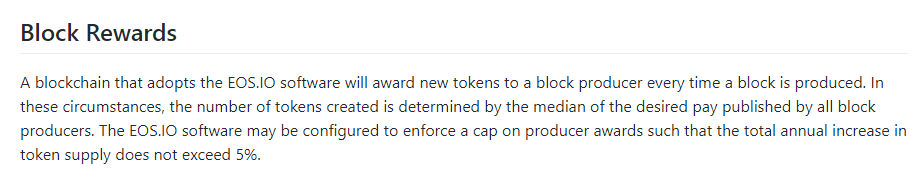 Block Rewards
A blockchain that adopts the EOS.IO software will award new tokens to a block producer every time a block is produced. In
these circumstances, the number of tokens created is determined by the median of the desired pay published by all block
producers. The EOS.IO software may be configured to enforce a cap on producer awards such that the total annual increase in
token supply does not exceed 5%.